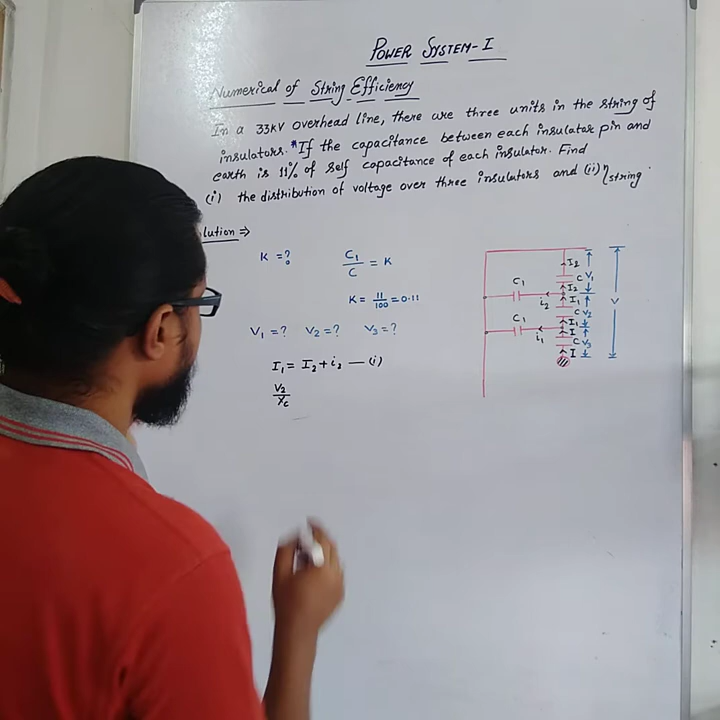 POWER SYSTEM-I
Numerical of String Efficiency
In a 33kV overhead line, there are three units in the string of
insulators. *If the capacitance between each insulator pin and
earth is 11% of self capacitance of each insulator. Find
(i) the distribution of voltage over three insulators and (ii) η string.
lution ⇒
K = ? C1/C = K
K = 11/100 = 0.11
V1 = ? V2 = ? V3 = ?
I1 = I2 + i2 — (i)
V2/Xc
I2
C V1
C1 I2
i2 I1
C V2 V
C1 I1
i1 I
C V3
I